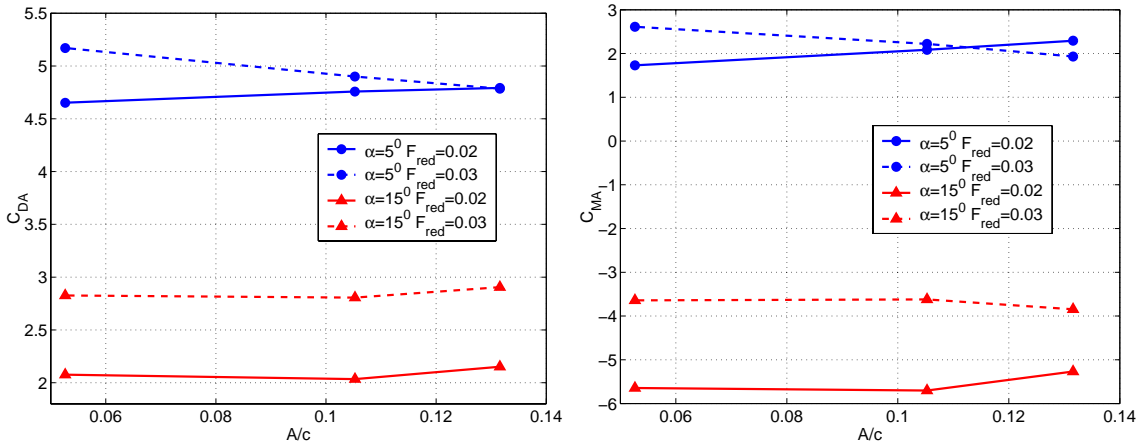 5.5
5
4.5
4
3.5
3
2.5
2
C_DA
α=5⁰ F_red=0.02
α=5⁰ F_red=0.03
α=15⁰ F_red=0.02
α=15⁰ F_red=0.03
0.06 0.08 0.1 0.12 0.14
A/c
3
2
1
0
−1
−2
−3
−4
−5
−6
C_MA_I
α=5⁰ F_red=0.02
α=5⁰ F_red=0.03
α=15⁰ F_red=0.02
α=15⁰ F_red=0.03
0.06 0.08 0.1 0.12 0.14
A/c